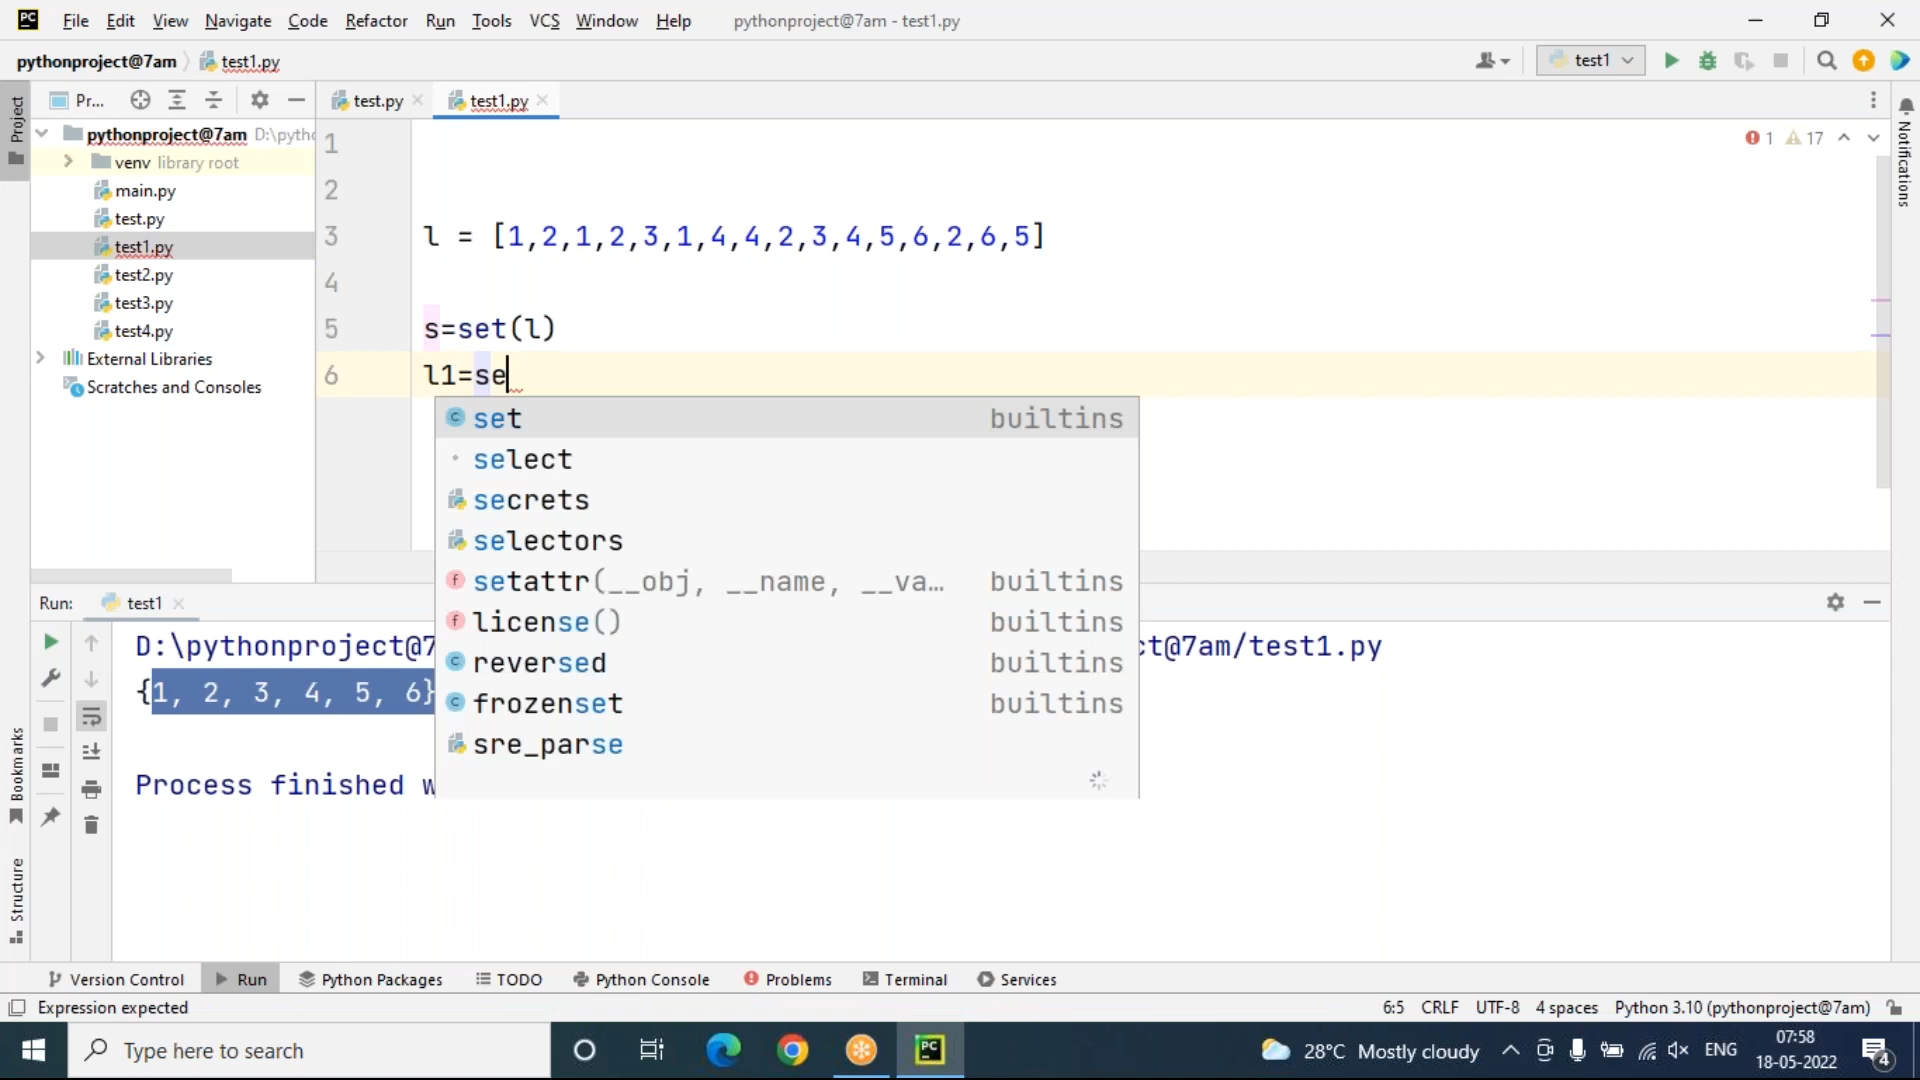 PC File Edit View Navigate Code Refactor Run Tools VCS Window Help pythonproject@7am - test1.py
pythonproject@7am test1.py test1
Project Pr... test.py test1.py Notifications
pythonproject@7am D:\pytho
venv library root
main.py
test.py
test1.py
test2.py
test3.py
test4.py
External Libraries
Scratches and Consoles
1 1 17
2
3 l = [1,2,1,2,3,1,4,4,2,3,4,5,6,2,6,5]
4
5 s=set(l)
6 l1=se
set builtins
select
secrets
selectors
setattr(__obj, __name, __va… builtins
license() builtins
reversed builtins
frozenset builtins
sre_parse
Run: test1
D:\pythonproject@7 ct@7am/test1.py
{1, 2, 3, 4, 5, 6}
Process finished w
Bookmarks
Structure
Version Control Run Python Packages TODO Python Console Problems Terminal Services
Expression expected 6:5 CRLF UTF-8 4 spaces Python 3.10 (pythonproject@7am)
Type here to search PC 28°C Mostly cloudy ENG 07:58
18-05-2022 4